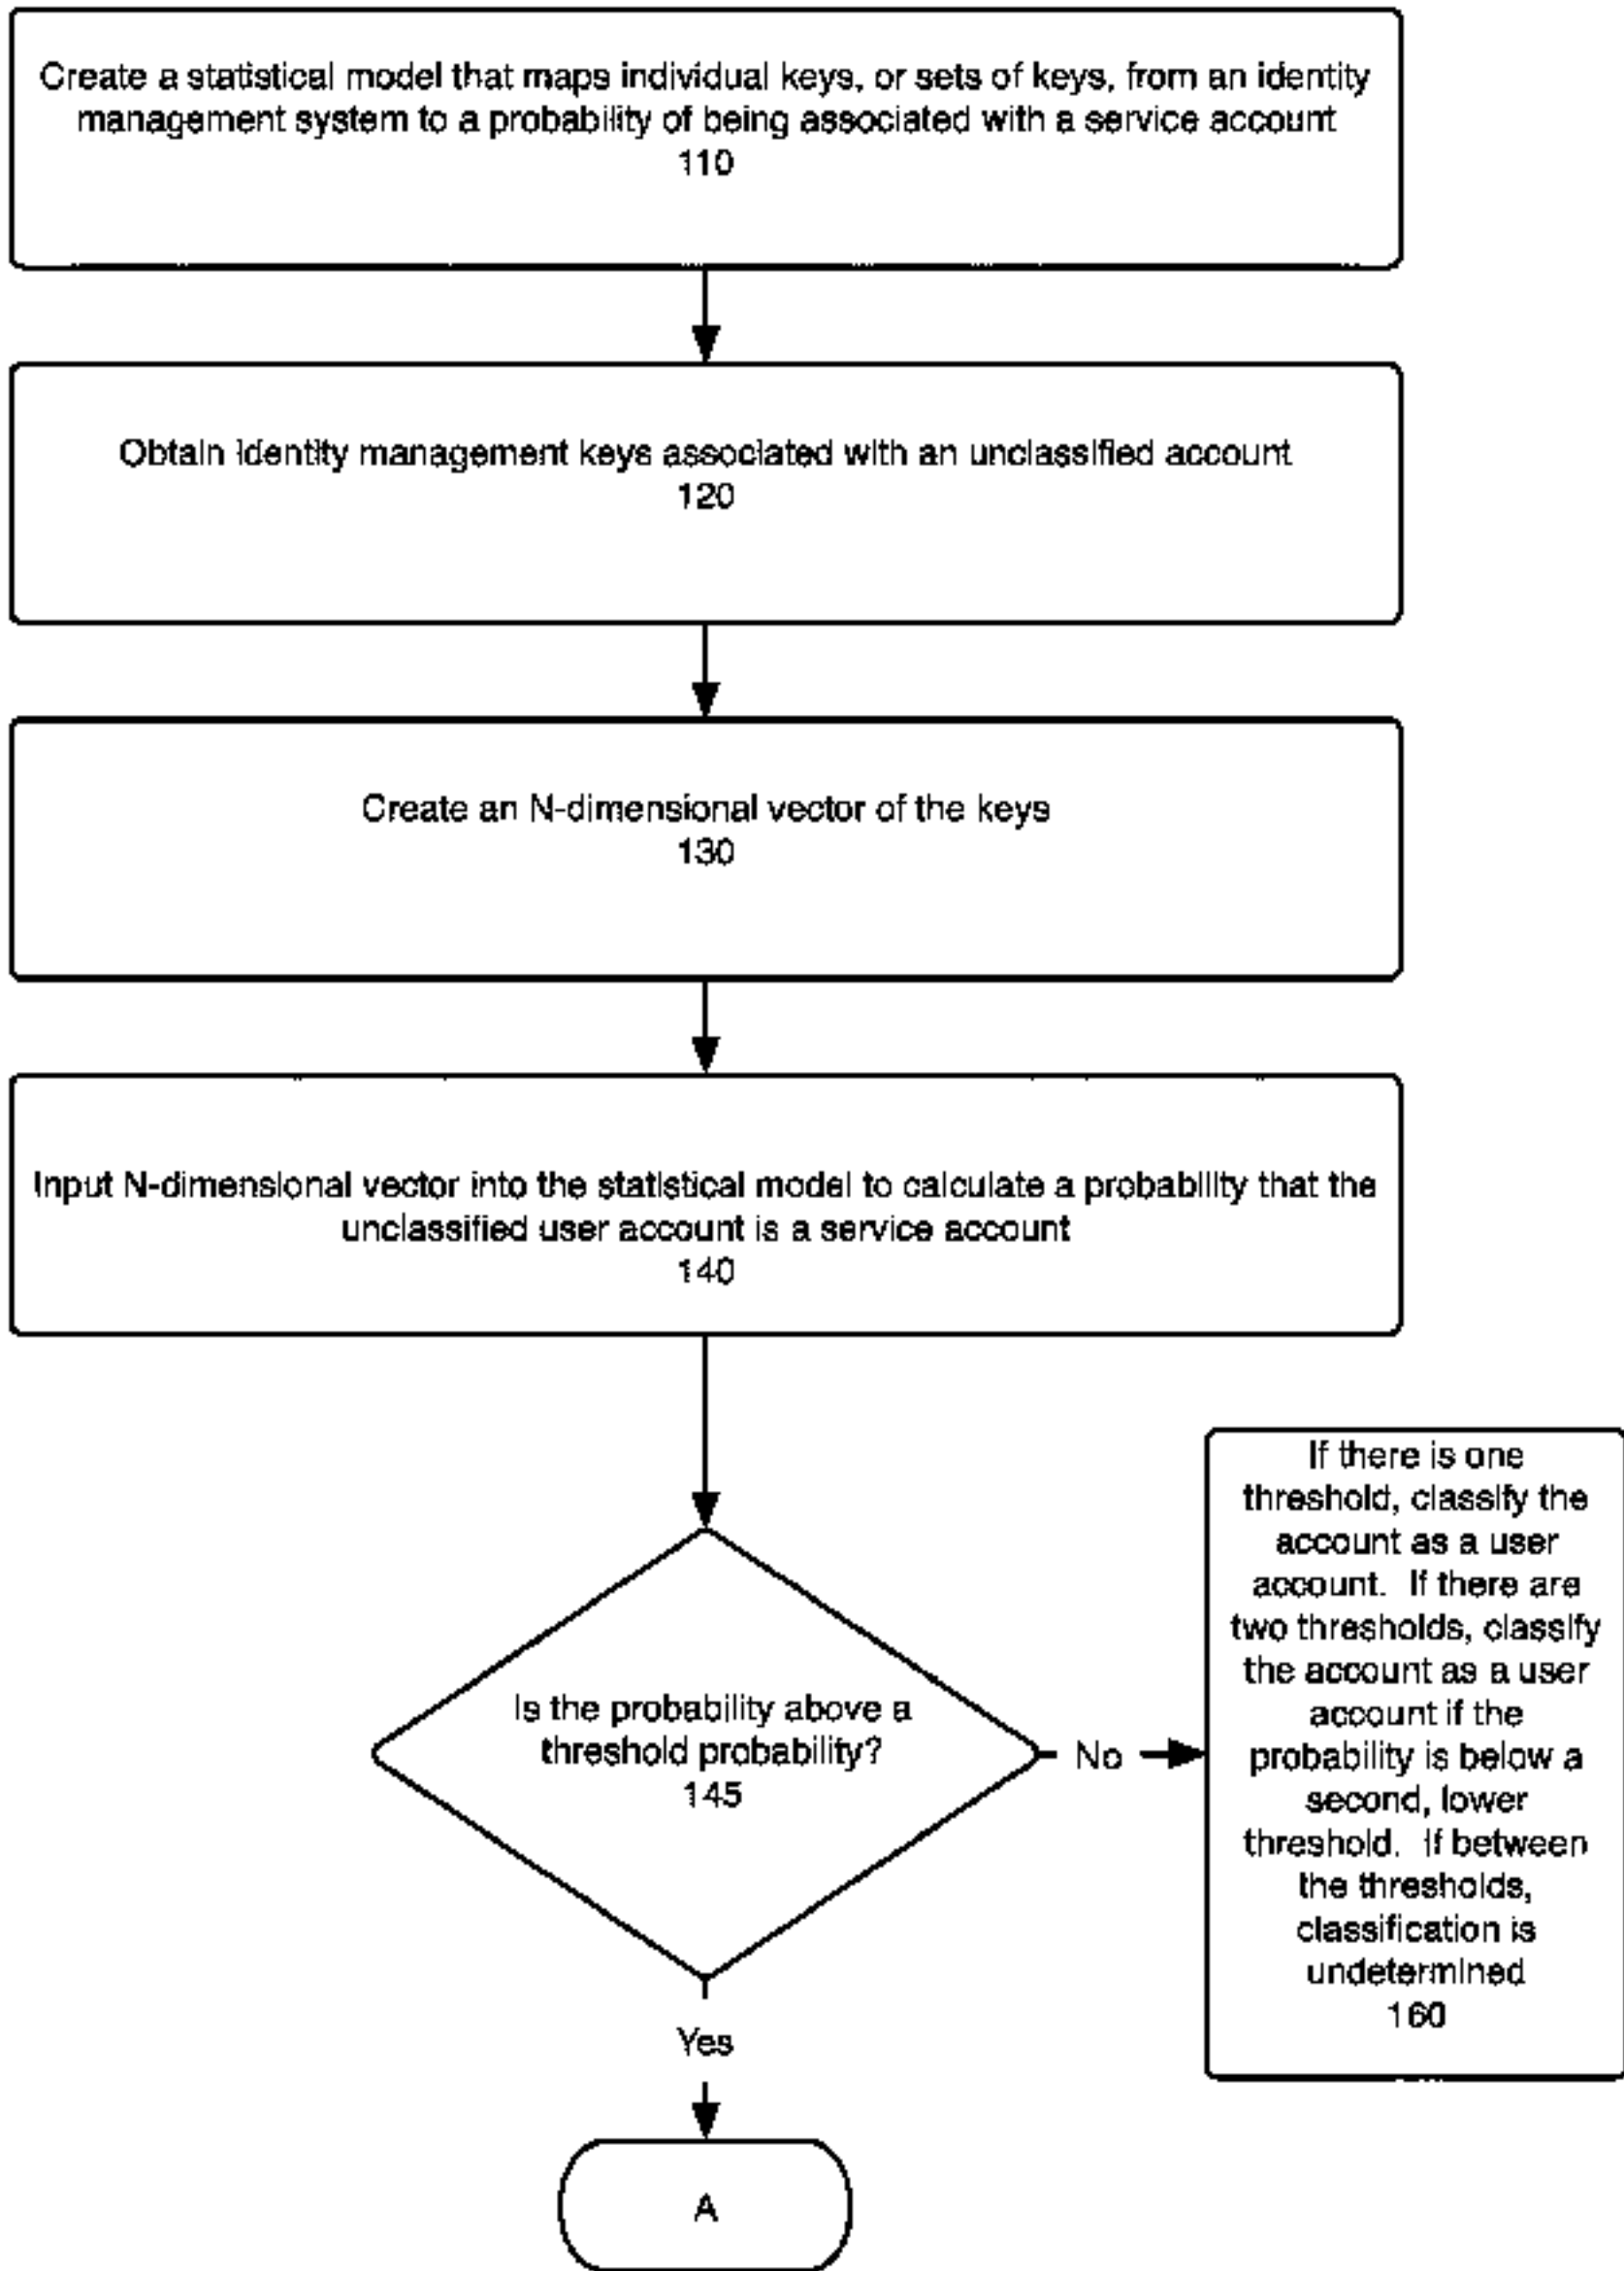 Create a statistical model that maps individual keys, or sets of keys, from an identity
management system to a probability of being associated with a service account
110
Obtain identity management keys associated with an unclassified account
120
Create an N-dimensional vector of the keys
130
Input N-dimensional vector into the statistical model to calculate a probability that the
unclassified user account is a service account
140
Is the probability above a
threshold probability?
145
No
If there is one
threshold, classify the
account as a user
account. If there are
two thresholds, classify
the account as a user
account if the
probability is below a
second, lower
threshold. If between
the thresholds,
classification is
undetermined
160
Yes
A